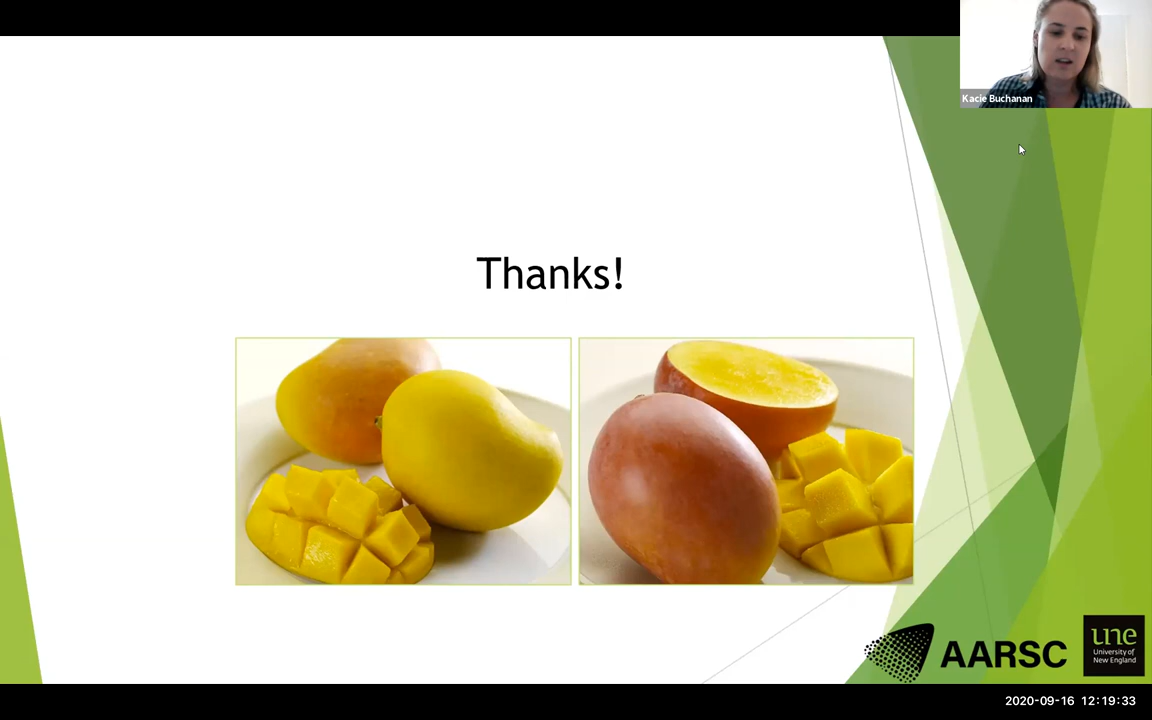 Kacie Buchanan
Thanks!
AARSC
une
University of
New England
2020-09-16 12:19:33